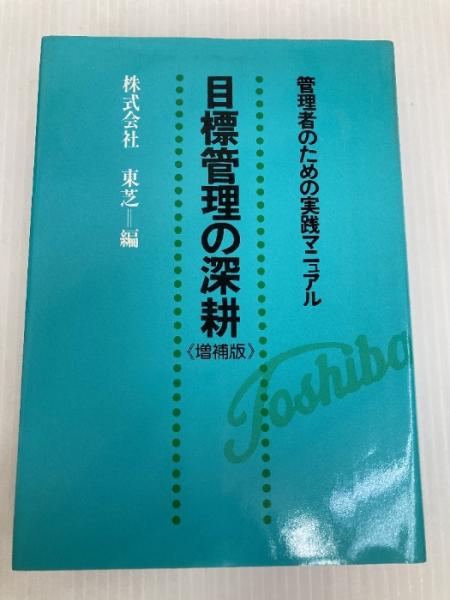 管理者のための実践マニュアル
目標管理の深耕
《増補版》
株式会社 東芝＝編
Toshiba